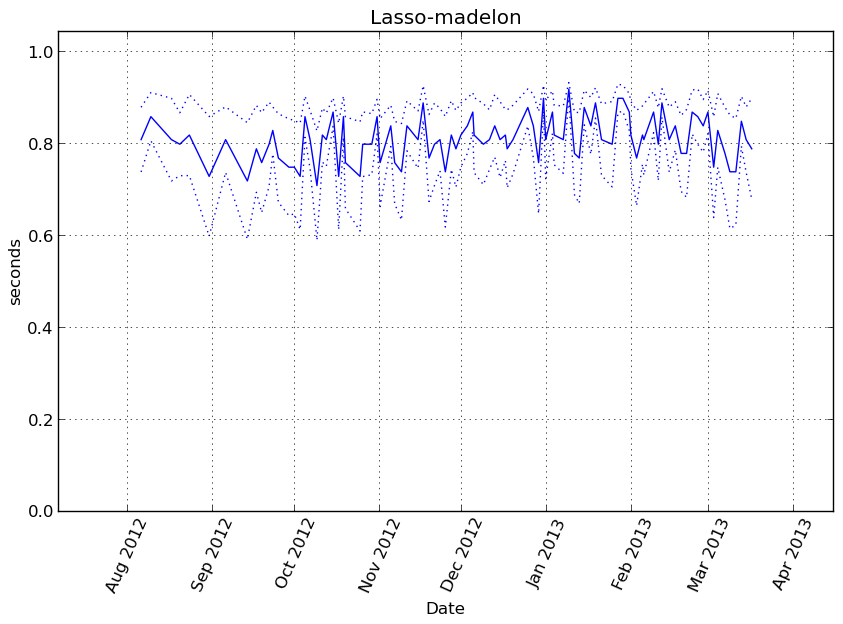 Lasso-madelon
1.0
0.8
0.6
0.4
0.2
0.0
seconds
Aug 2012
Sep 2012
Oct 2012
Nov 2012
Dec 2012
Jan 2013
Feb 2013
Mar 2013
Apr 2013
Date